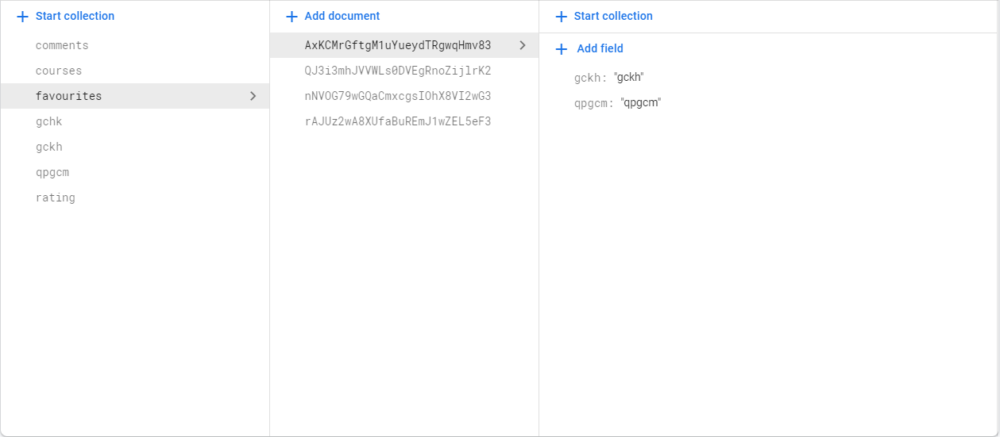 Start collection
comments
courses
favourites
gchk
gckh
qpgcm
rating
Add document
AxKCMrGftgM1uYueydTRgwqHmv83
QJ3i3mhJVVWLs0DVEgRnoZijlrK2
nNVOG79wGQaCmxcgsIOhX8VI2wG3
rAJUz2wA8XUfaBuREmJ1wZEL5eF3
Start collection
Add field
gckh: "gckh"
qpgcm: "qpgcm"